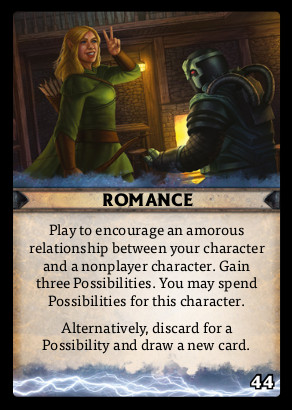 ROMANCE
Play to encourage an amorous
relationship between your character
and a nonplayer character. Gain
three Possibilities. You may spend
Possibilities for this character.
Alternatively, discard for a
Possibility and draw a new card.
44